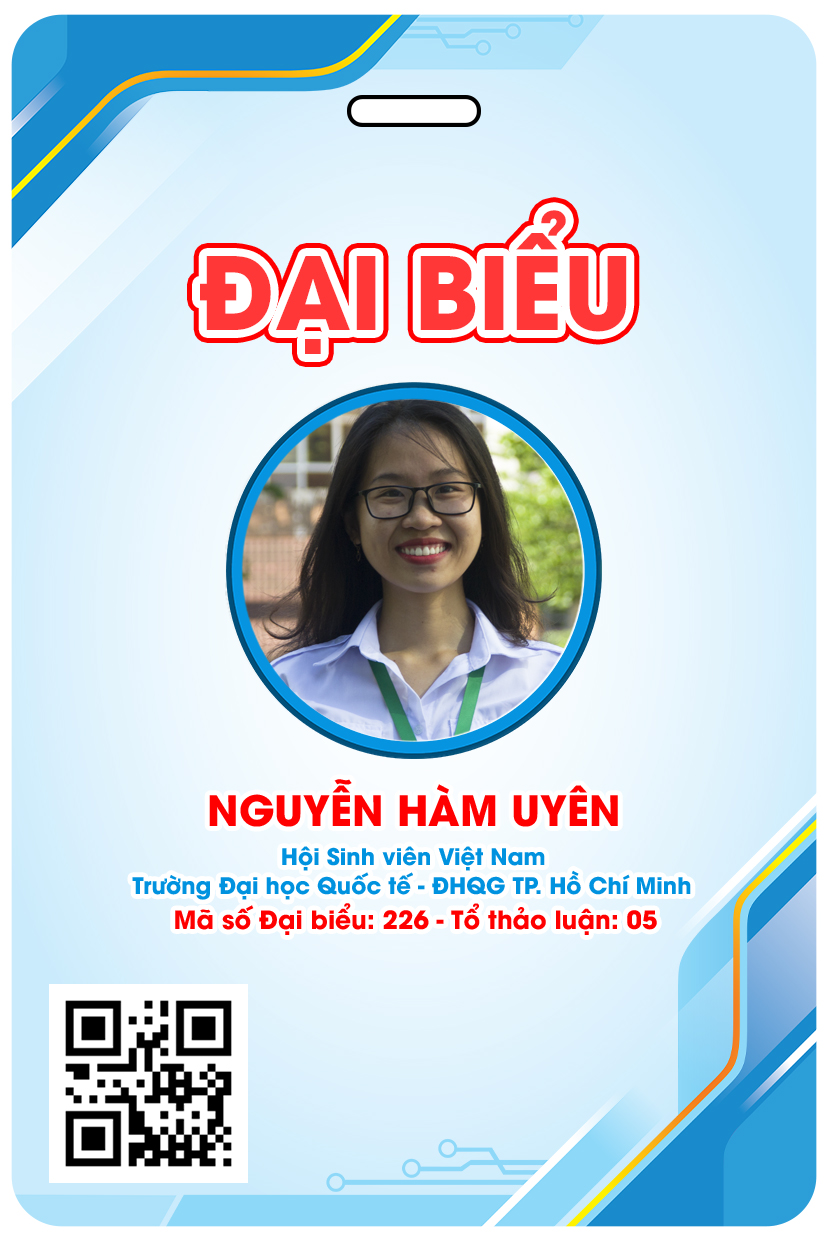 ĐẠI BIỂU
NGUYỄN HÀM UYÊN
Hội Sinh viên Việt Nam
Trường Đại học Quốc tế - ĐHQG TP. Hồ Chí Minh
Mã số Đại biểu: 226 - Tổ thảo luận: 05